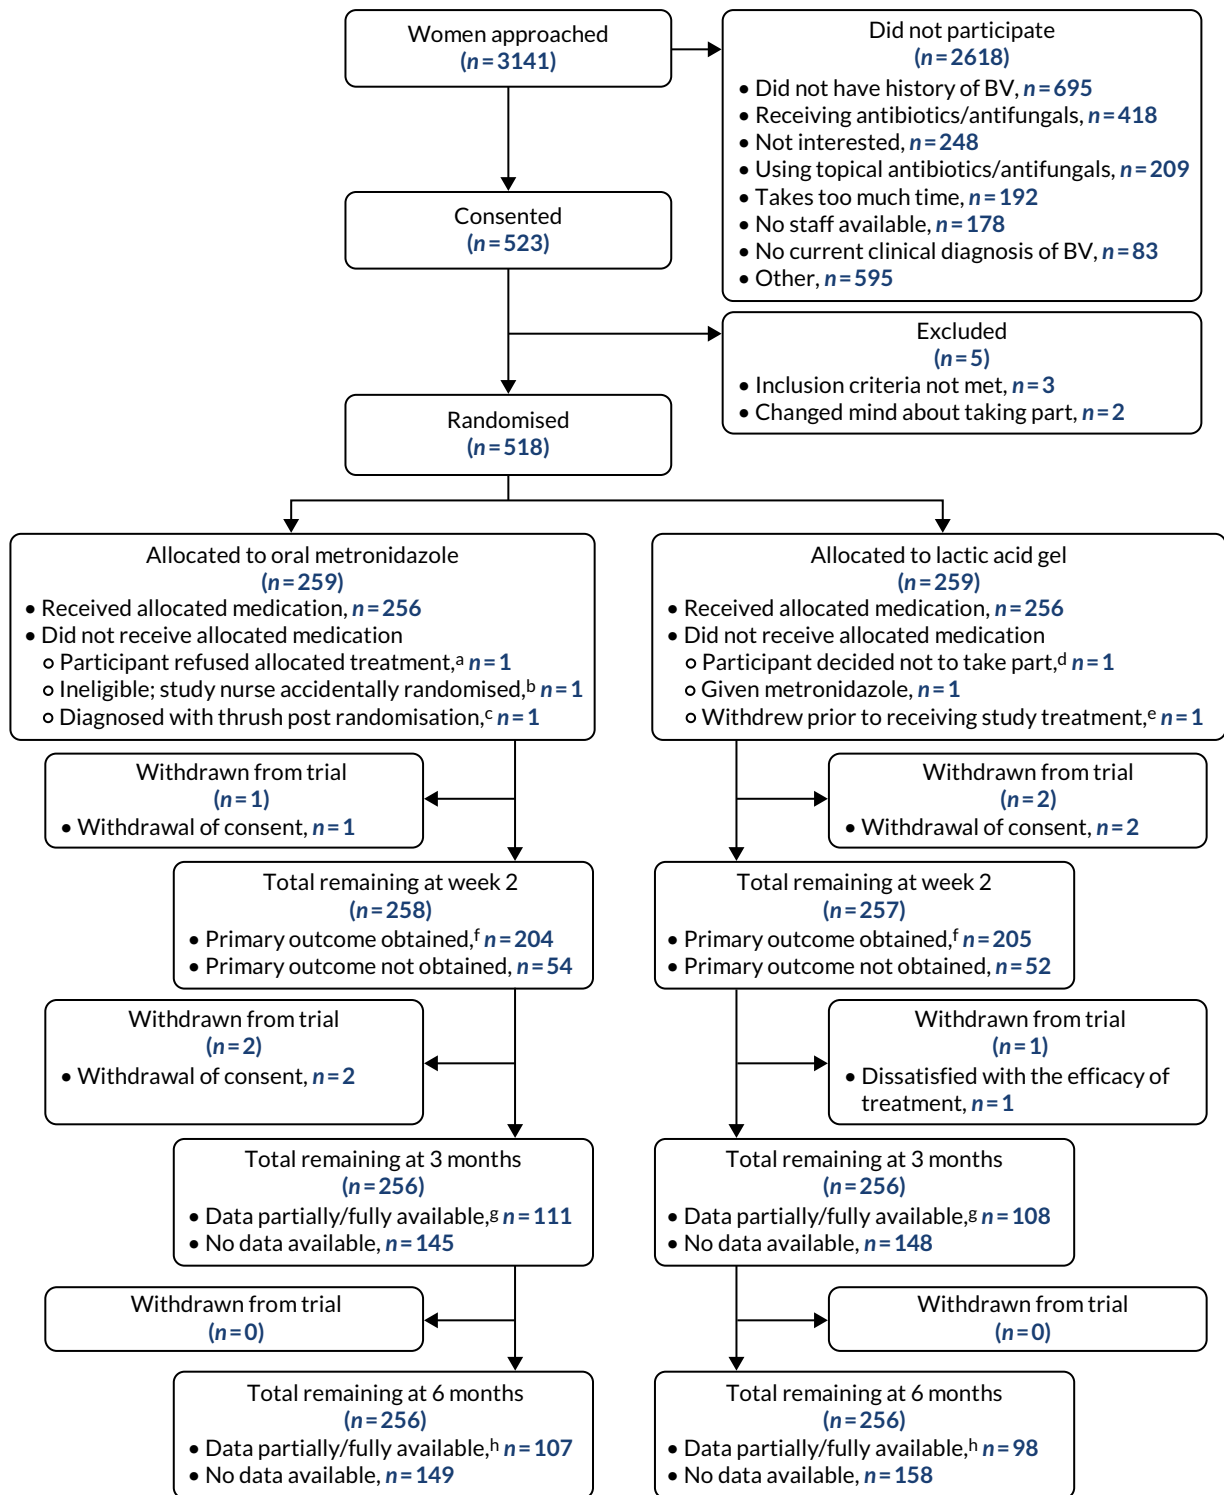 Women approached
(n=3141)
Did not participate
(n=2618)
• Did not have history of BV, n=695
• Receiving antibiotics/antifungals, n=418
• Not interested, n=248
• Using topical antibiotics/antifungals, n=209
• Takes too much time, n=192
• No staff available, n=178
• No current clinical diagnosis of BV, n=83
• Other, n=595
Consented
(n=523)
Excluded
(n=5)
• Inclusion criteria not met, n=3
• Changed mind about taking part, n=2
Randomised
(n=518)
Allocated to oral metronidazole
(n=259)
• Received allocated medication, n=256
• Did not receive allocated medication
○ Participant refused allocated treatment,ᵃ n=1
○ Ineligible; study nurse accidentally randomised,ᵇ n=1
○ Diagnosed with thrush post randomisation,ᶜ n=1
Allocated to lactic acid gel
(n=259)
• Received allocated medication, n=256
• Did not receive allocated medication
○ Participant decided not to take part,ᵈ n=1
○ Given metronidazole, n=1
○ Withdrew prior to receiving study treatment,ᵉ n=1
Withdrawn from trial
(n=1)
• Withdrawal of consent, n=1
Withdrawn from trial
(n=2)
• Withdrawal of consent, n=2
Total remaining at week 2
(n=258)
• Primary outcome obtained,ᶠ n=204
• Primary outcome not obtained, n=54
Total remaining at week 2
(n=257)
• Primary outcome obtained,ᶠ n=205
• Primary outcome not obtained, n=52
Withdrawn from trial
(n=2)
• Withdrawal of consent, n=2
Withdrawn from trial
(n=1)
• Dissatisfied with the efficacy of
treatment, n=1
Total remaining at 3 months
(n=256)
• Data partially/fully available,ᵍ n=111
• No data available, n=145
Total remaining at 3 months
(n=256)
• Data partially/fully available,ᵍ n=108
• No data available, n=148
Withdrawn from trial
(n=0)
Withdrawn from trial
(n=0)
Total remaining at 6 months
(n=256)
• Data partially/fully available,ʰ n=107
• No data available, n=149
Total remaining at 6 months
(n=256)
• Data partially/fully available,ʰ n=98
• No data available, n=158